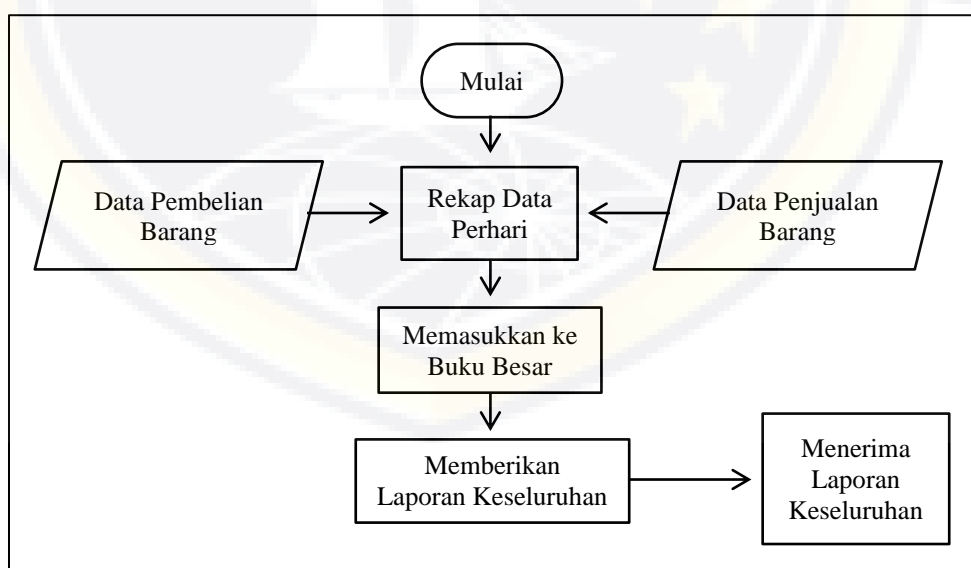 Mulai
Data Pembelian
Barang
Rekap Data
Perhari
Data Penjualan
Barang
Memasukkan ke
Buku Besar
Memberikan
Laporan Keseluruhan
Menerima
Laporan
Keseluruhan